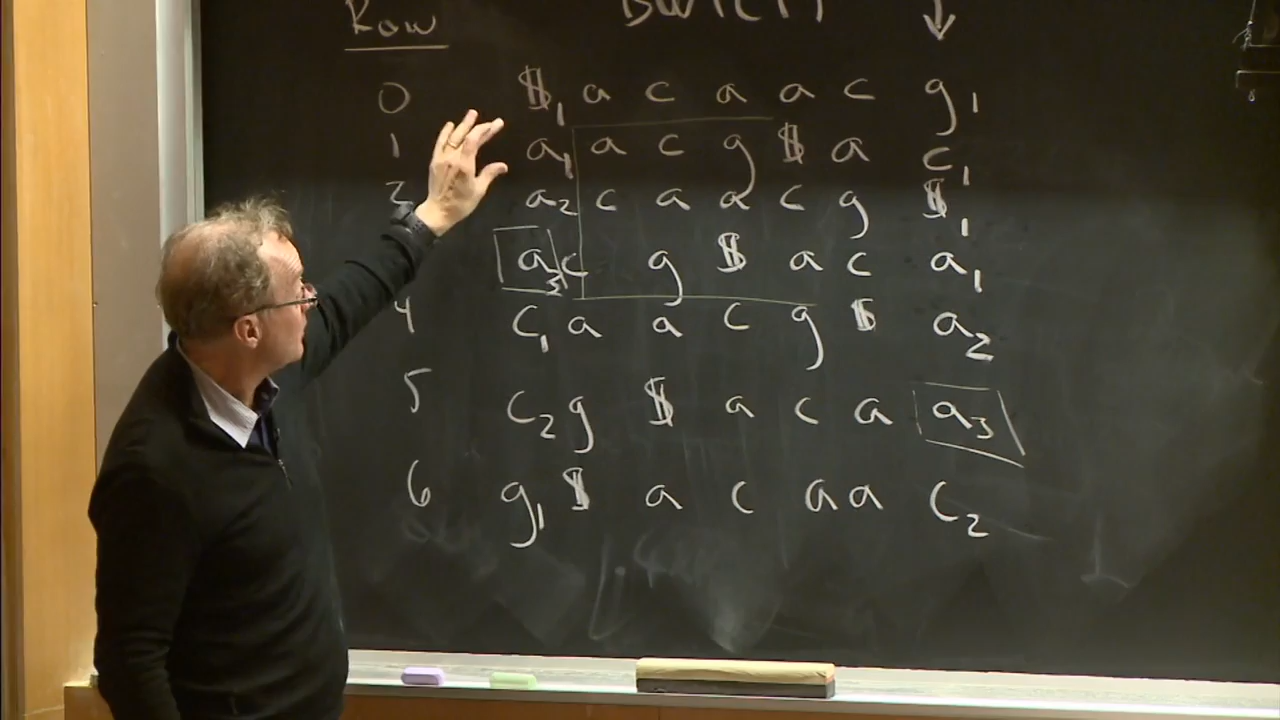 Row BWT(T) ↓
0 $₁ a c a a c g₁
1 a₁ a c g $ a c₁
2 a₂ c a a c g $₁
a₃ c g $ a c a₁
4 c₁ a a c g $ a₂
5 c₂ g $ a c a a₃
6 g₁ $ a c a a c₂